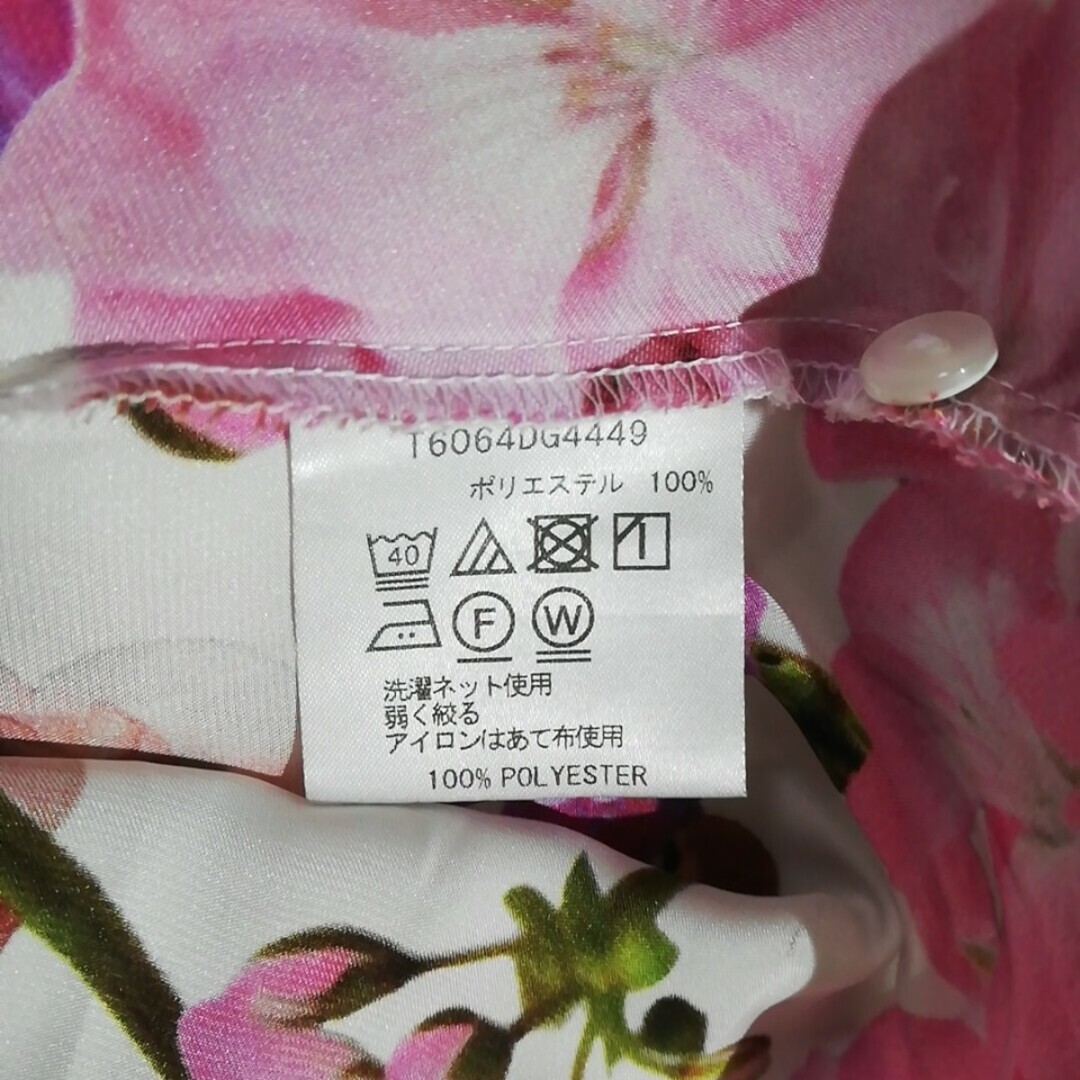 T6064DG4449
ポリエステル 100%
40
F W
洗濯ネット使用
弱く絞る
アイロンはあて布使用
100% POLYESTER